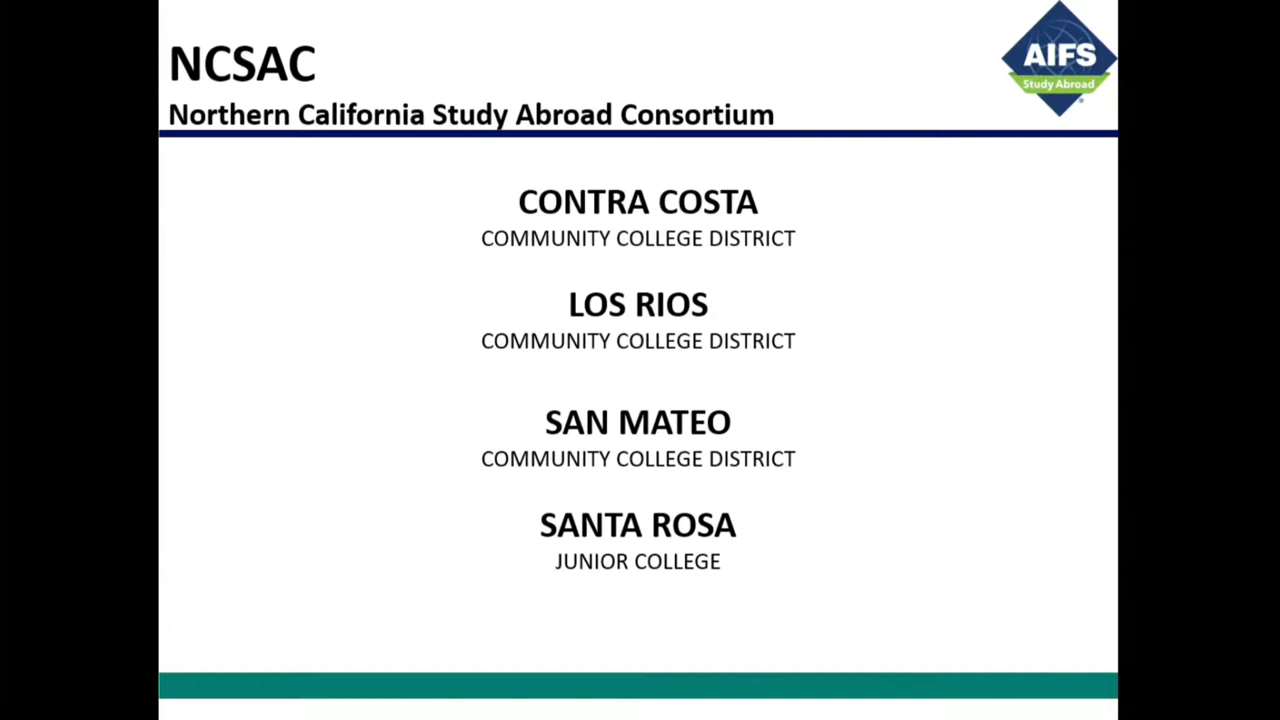 NCSAC
Northern California Study Abroad Consortium
AIFS
Study Abroad
®
CONTRA COSTA
COMMUNITY COLLEGE DISTRICT
LOS RIOS
COMMUNITY COLLEGE DISTRICT
SAN MATEO
COMMUNITY COLLEGE DISTRICT
SANTA ROSA
JUNIOR COLLEGE